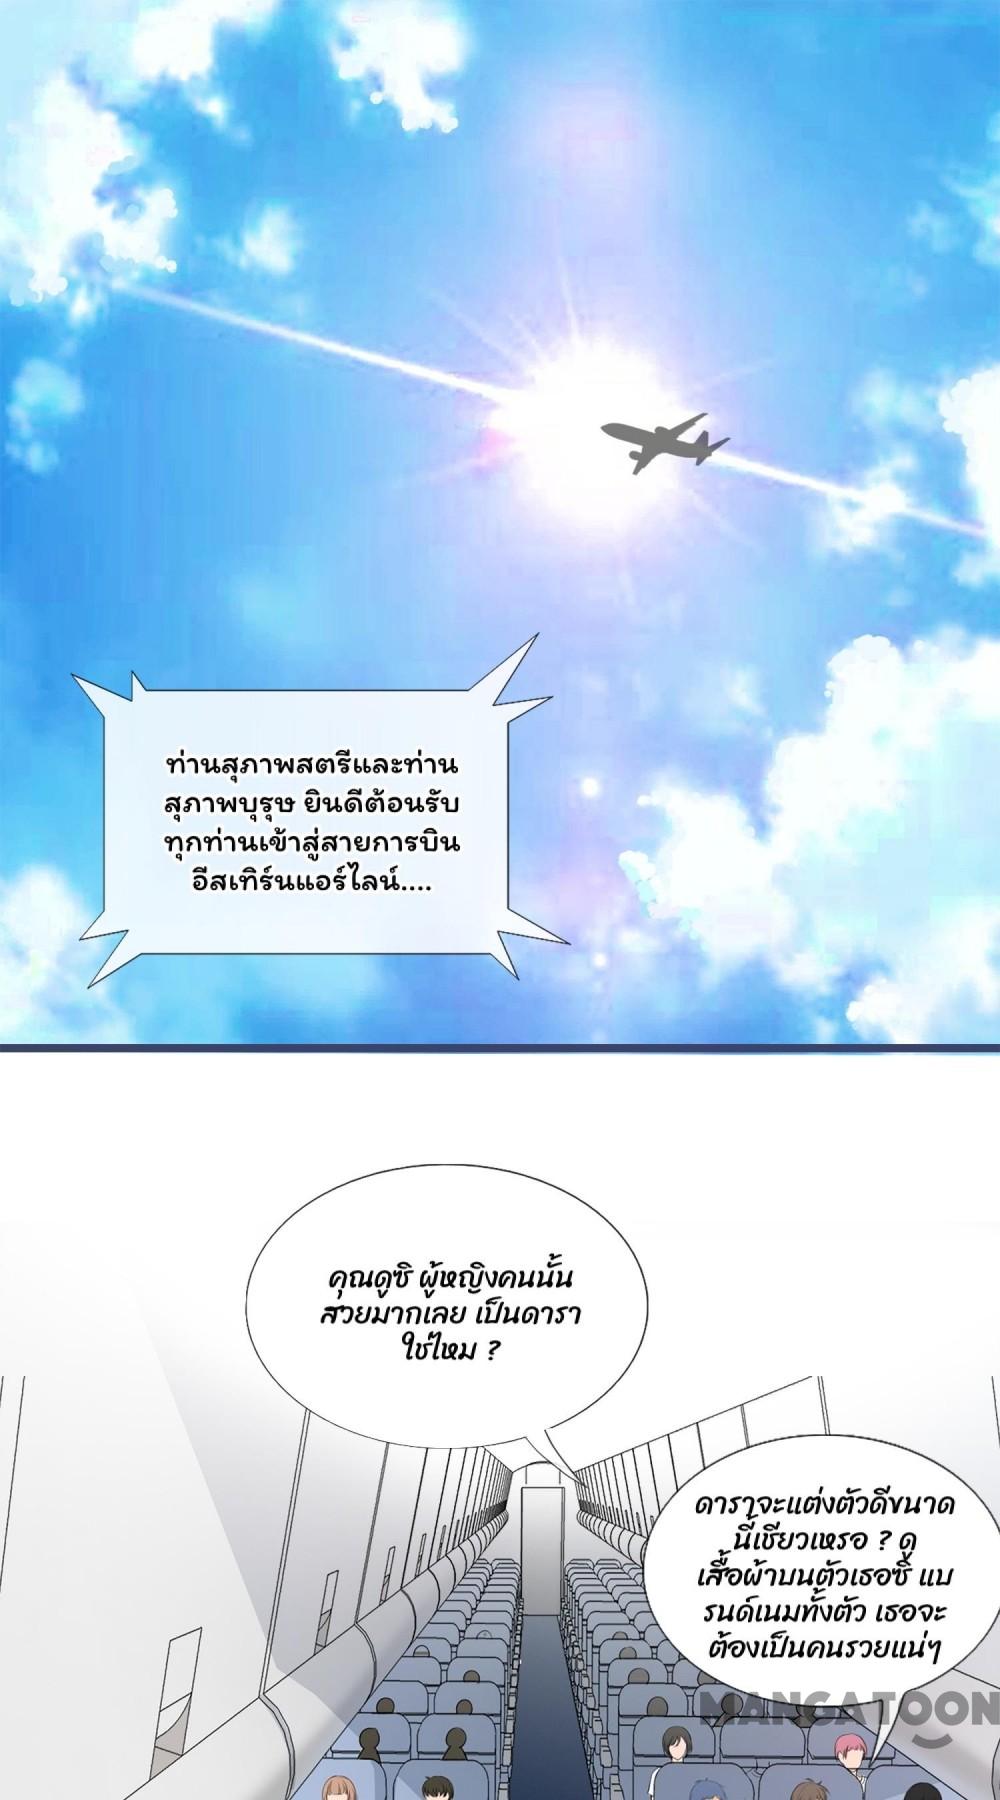 ท่านสุภาพสตรีและท่าน
สุภาพบุรุษ ยินดีต้อนรับ
ทุกท่านเข้าสู่สายการบิน
อีสเทิร์นแอร์ไลน์....
คุณดูซิ ผู้หญิงคนนั้น
สวยมากเลย เป็นดารา
ใช่ไหม ?
ดาราจะแต่งตัวดีขนาด
นี้เชียวเหรอ ? ดู
เสื้อผ้าบนตัวเธอซิ แบ
รนด์เนมทั้งตัว เธอจะ
ต้องเป็นคนรวยแน่ๆ
MANGATOON